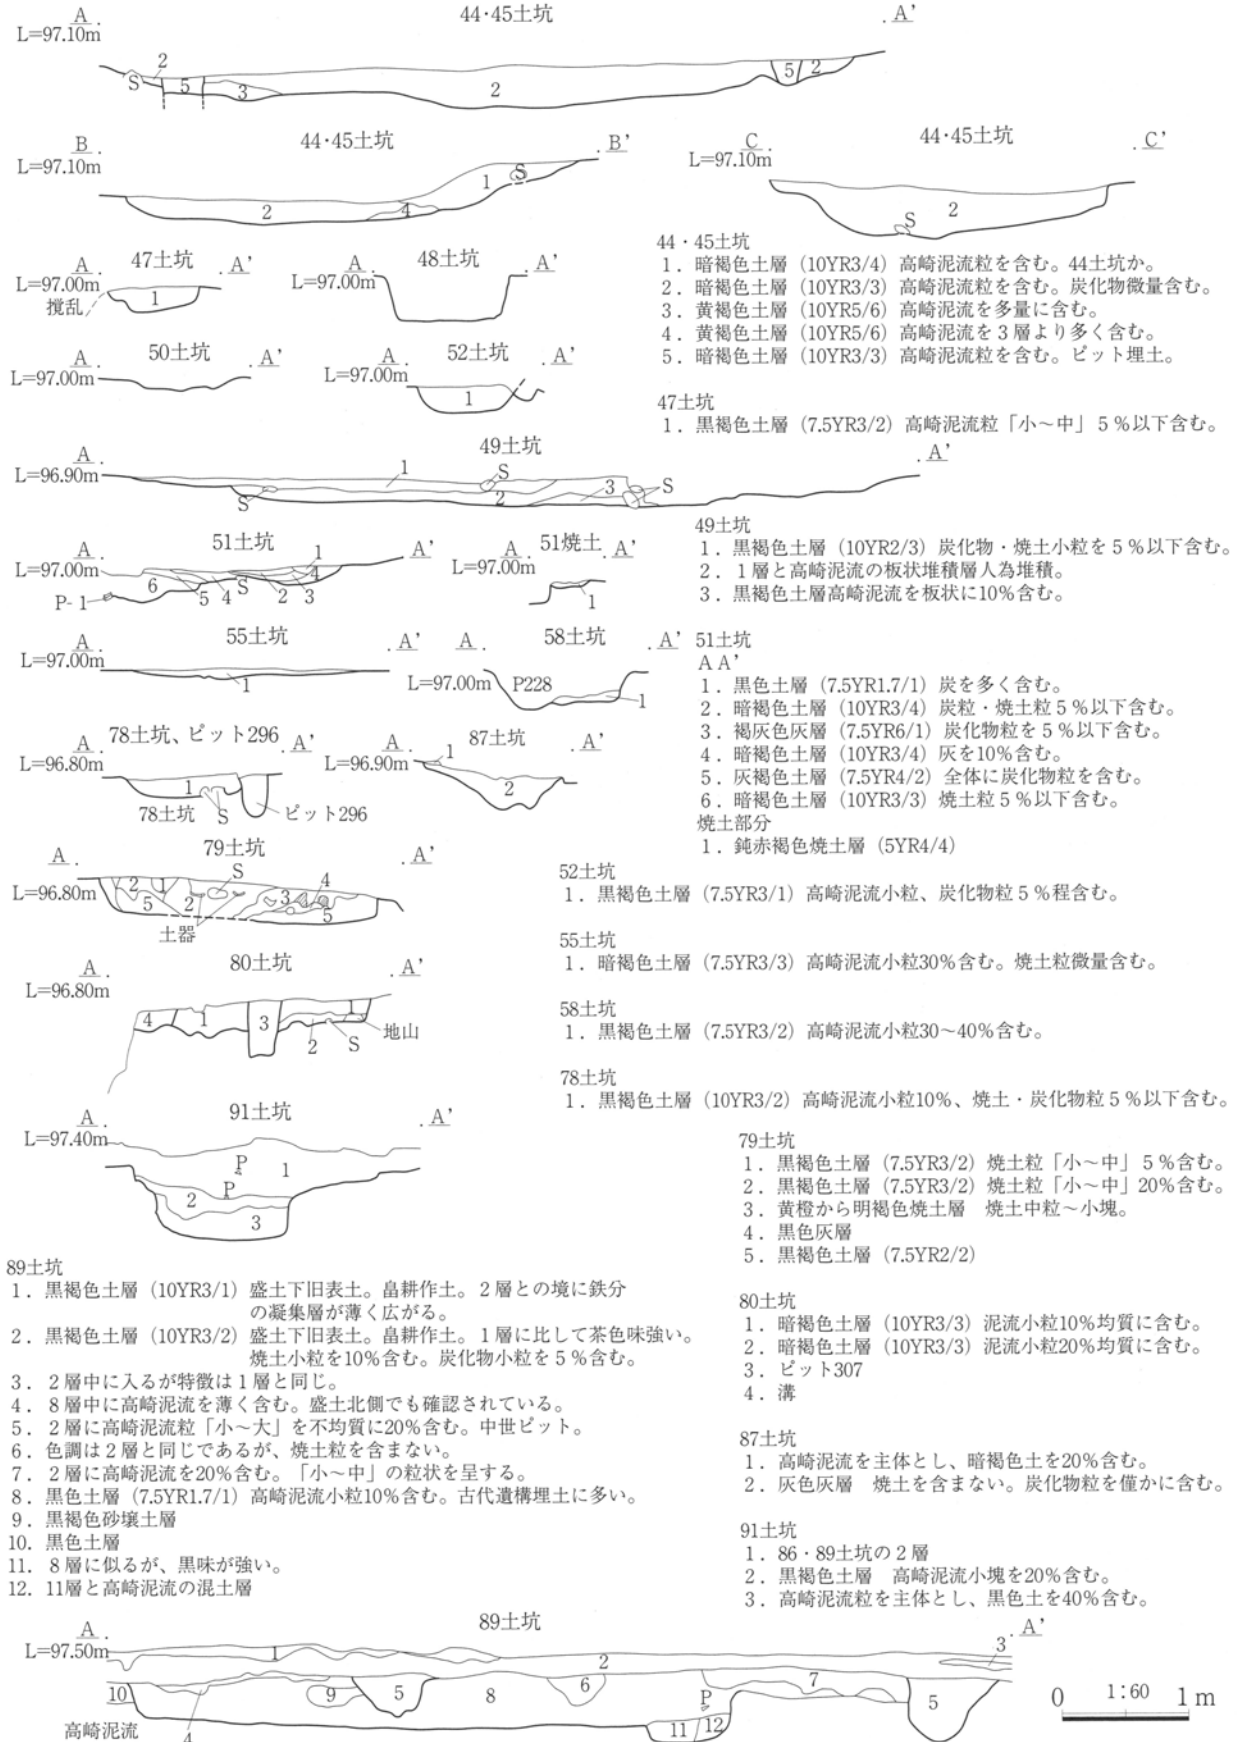 44·45土坑
A A'
L=97.10m
S 2 5 3 2 5 2
44·45土坑
B B'
L=97.10m
2 4 1 S
44·45土坑
C C'
L=97.10m
S 2
47土坑
A A'
L=97.00m
攪乱 1
48土坑
A A'
L=97.00m
50土坑
A A'
L=97.00m
52土坑
A A'
L=97.00m
1
44・45土坑
1．暗褐色土層（10YR3/4）高崎泥流粒を含む。44土坑か。
2．暗褐色土層（10YR3/3）高崎泥流粒を含む。炭化物微量含む。
3．黄褐色土層（10YR5/6）高崎泥流を多量に含む。
4．黄褐色土層（10YR5/6）高崎泥流を3層より多く含む。
5．暗褐色土層（10YR3/3）高崎泥流粒を含む。ピット埋土。
47土坑
1．黒褐色土層（7.5YR3/2）高崎泥流粒「小～中」5％以下含む。
49土坑
A A'
L=96.90m
S 1 S 2 3 S
51土坑
A A'
L=97.00m
P-1 6 5 4 S 2 3 4 1
51焼土
A A'
L=97.00m
1
49土坑
1．黒褐色土層（10YR2/3）炭化物・焼土小粒を5％以下含む。
2．1層と高崎泥流の板状堆積層人為堆積。
3．黒褐色土層高崎泥流を板状に10%含む。
55土坑
A A'
L=97.00m
1
58土坑
A A'
L=97.00m P228
1
51土坑
A A'
1．黒色土層（7.5YR1.7/1）炭を多く含む。
2．暗褐色土層（10YR3/4）炭粒・焼土粒5％以下含む。
3．褐灰色灰層（7.5YR6/1）炭化物粒を5％以下含む。
4．暗褐色土層（10YR3/4）灰を10%含む。
5．灰褐色土層（7.5YR4/2）全体に炭化物粒を含む。
6．暗褐色土層（10YR3/3）焼土粒5％以下含む。
焼土部分
1．鈍赤褐色焼土層（5YR4/4）
78土坑、ピット296
A A'
L=96.80m
1
78土坑 S ピット296
87土坑
A A'
L=96.90m
1 2
79土坑
A A'
L=96.80m
2 1 5 2 S 3 4 5
土器
52土坑
1．黒褐色土層（7.5YR3/1）高崎泥流小粒、炭化物粒5％程含む。
55土坑
1．暗褐色土層（7.5YR3/3）高崎泥流小粒30%含む。焼土粒微量含む。
58土坑
1．黒褐色土層（7.5YR3/2）高崎泥流小粒30～40%含む。
78土坑
1．黒褐色土層（10YR3/2）高崎泥流小粒10%、焼土・炭化物粒5％以下含む。
80土坑
A A'
L=96.80m
4 1 3 2 S 1 地山
91土坑
A A'
L=97.40m
P 1
P
2
3
79土坑
1．黒褐色土層（7.5YR3/2）焼土粒「小～中」5％含む。
2．黒褐色土層（7.5YR3/2）焼土粒「小～中」20%含む。
3．黄橙から明褐色焼土層　焼土中粒～小塊。
4．黒色灰層
5．黒褐色土層（7.5YR2/2）
80土坑
1．暗褐色土層（10YR3/3）泥流小粒10%均質に含む。
2．暗褐色土層（10YR3/3）泥流小粒20%均質に含む。
3．ピット307
4．溝
87土坑
1．高崎泥流を主体とし、暗褐色土を20%含む。
2．灰色灰層　焼土を含まない。炭化物粒を僅かに含む。
91土坑
1．86・89土坑の2層
2．黒褐色土層　高崎泥流小塊を20%含む。
3．高崎泥流粒を主体とし、黒色土を40%含む。
89土坑
1．黒褐色土層（10YR3/1）盛土下旧表土。畠耕作土。2層との境に鉄分
の凝集層が薄く広がる。
2．黒褐色土層（10YR3/2）盛土下旧表土。畠耕作土。1層に比して茶色味強い。
焼土小粒を10%含む。炭化物小粒を5％含む。
3．2層中に入るが特徴は1層と同じ。
4．8層中に高崎泥流を薄く含む。盛土北側でも確認されている。
5．2層に高崎泥流粒「小～大」を不均質に20%含む。中世ピット。
6．色調は2層と同じであるが、焼土粒を含まない。
7．2層に高崎泥流を20%含む。「小～中」の粒状を呈する。
8．黒色土層（7.5YR1.7/1）高崎泥流小粒10%含む。古代遺構埋土に多い。
9．黒褐色砂壌土層
10．黒色土層
11．8層に似るが、黒味が強い。
12．11層と高崎泥流の混土層
89土坑
A A'
L=97.50m
1 2 3
10 9 5 8 6 P 7 5
11 12
高崎泥流 4
0 1:60 1m